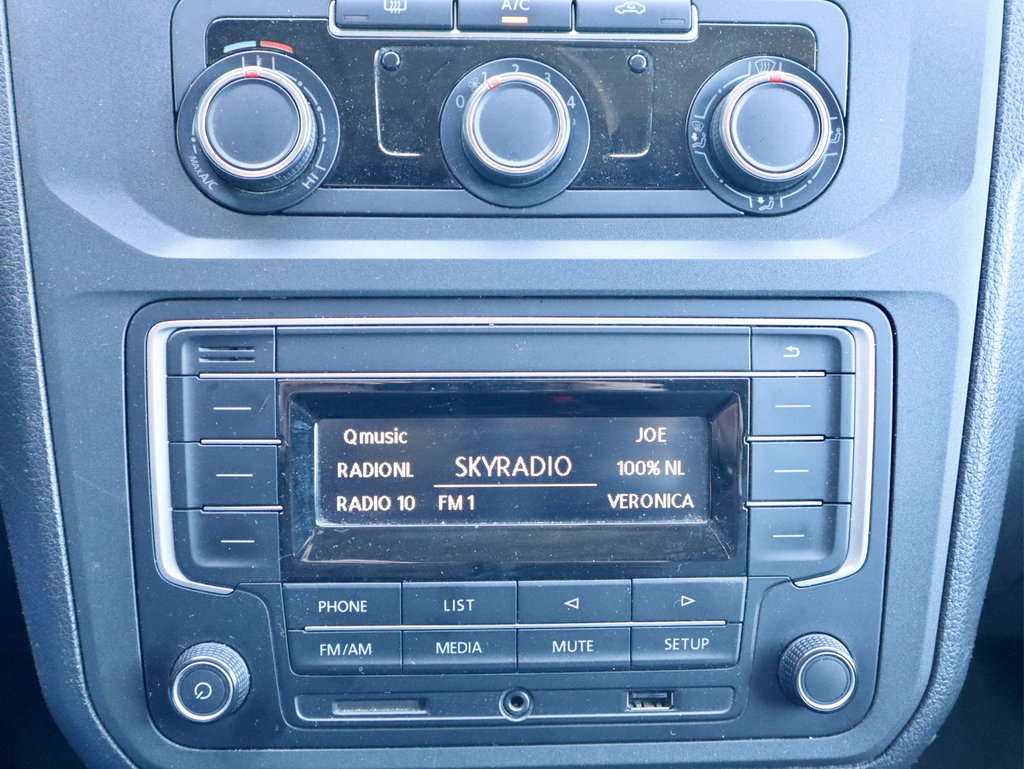 A/C
0 1 2 3 4
MAX A/C
HI
Qmusic
JOE
RADIONL
SKYRADIO
100% NL
RADIO 10
FM 1
VERONICA
PHONE
LIST
FM/AM
MEDIA
MUTE
SETUP